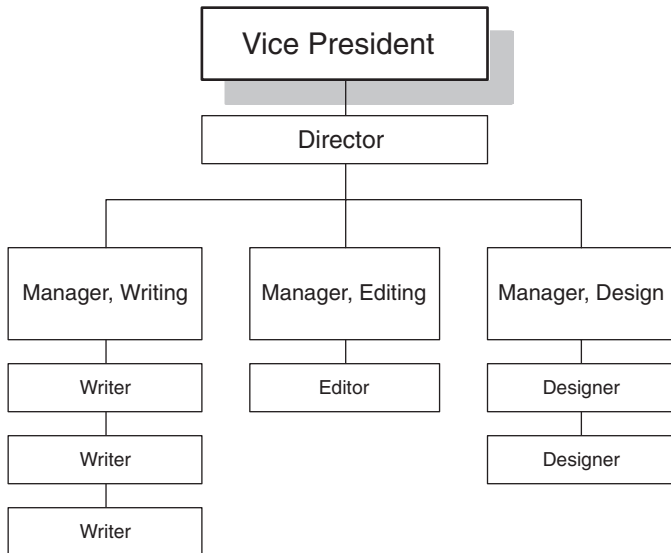 Vice President
Director
Manager, Writing
Manager, Editing
Manager, Design
Writer
Editor
Designer
Writer
Designer
Writer